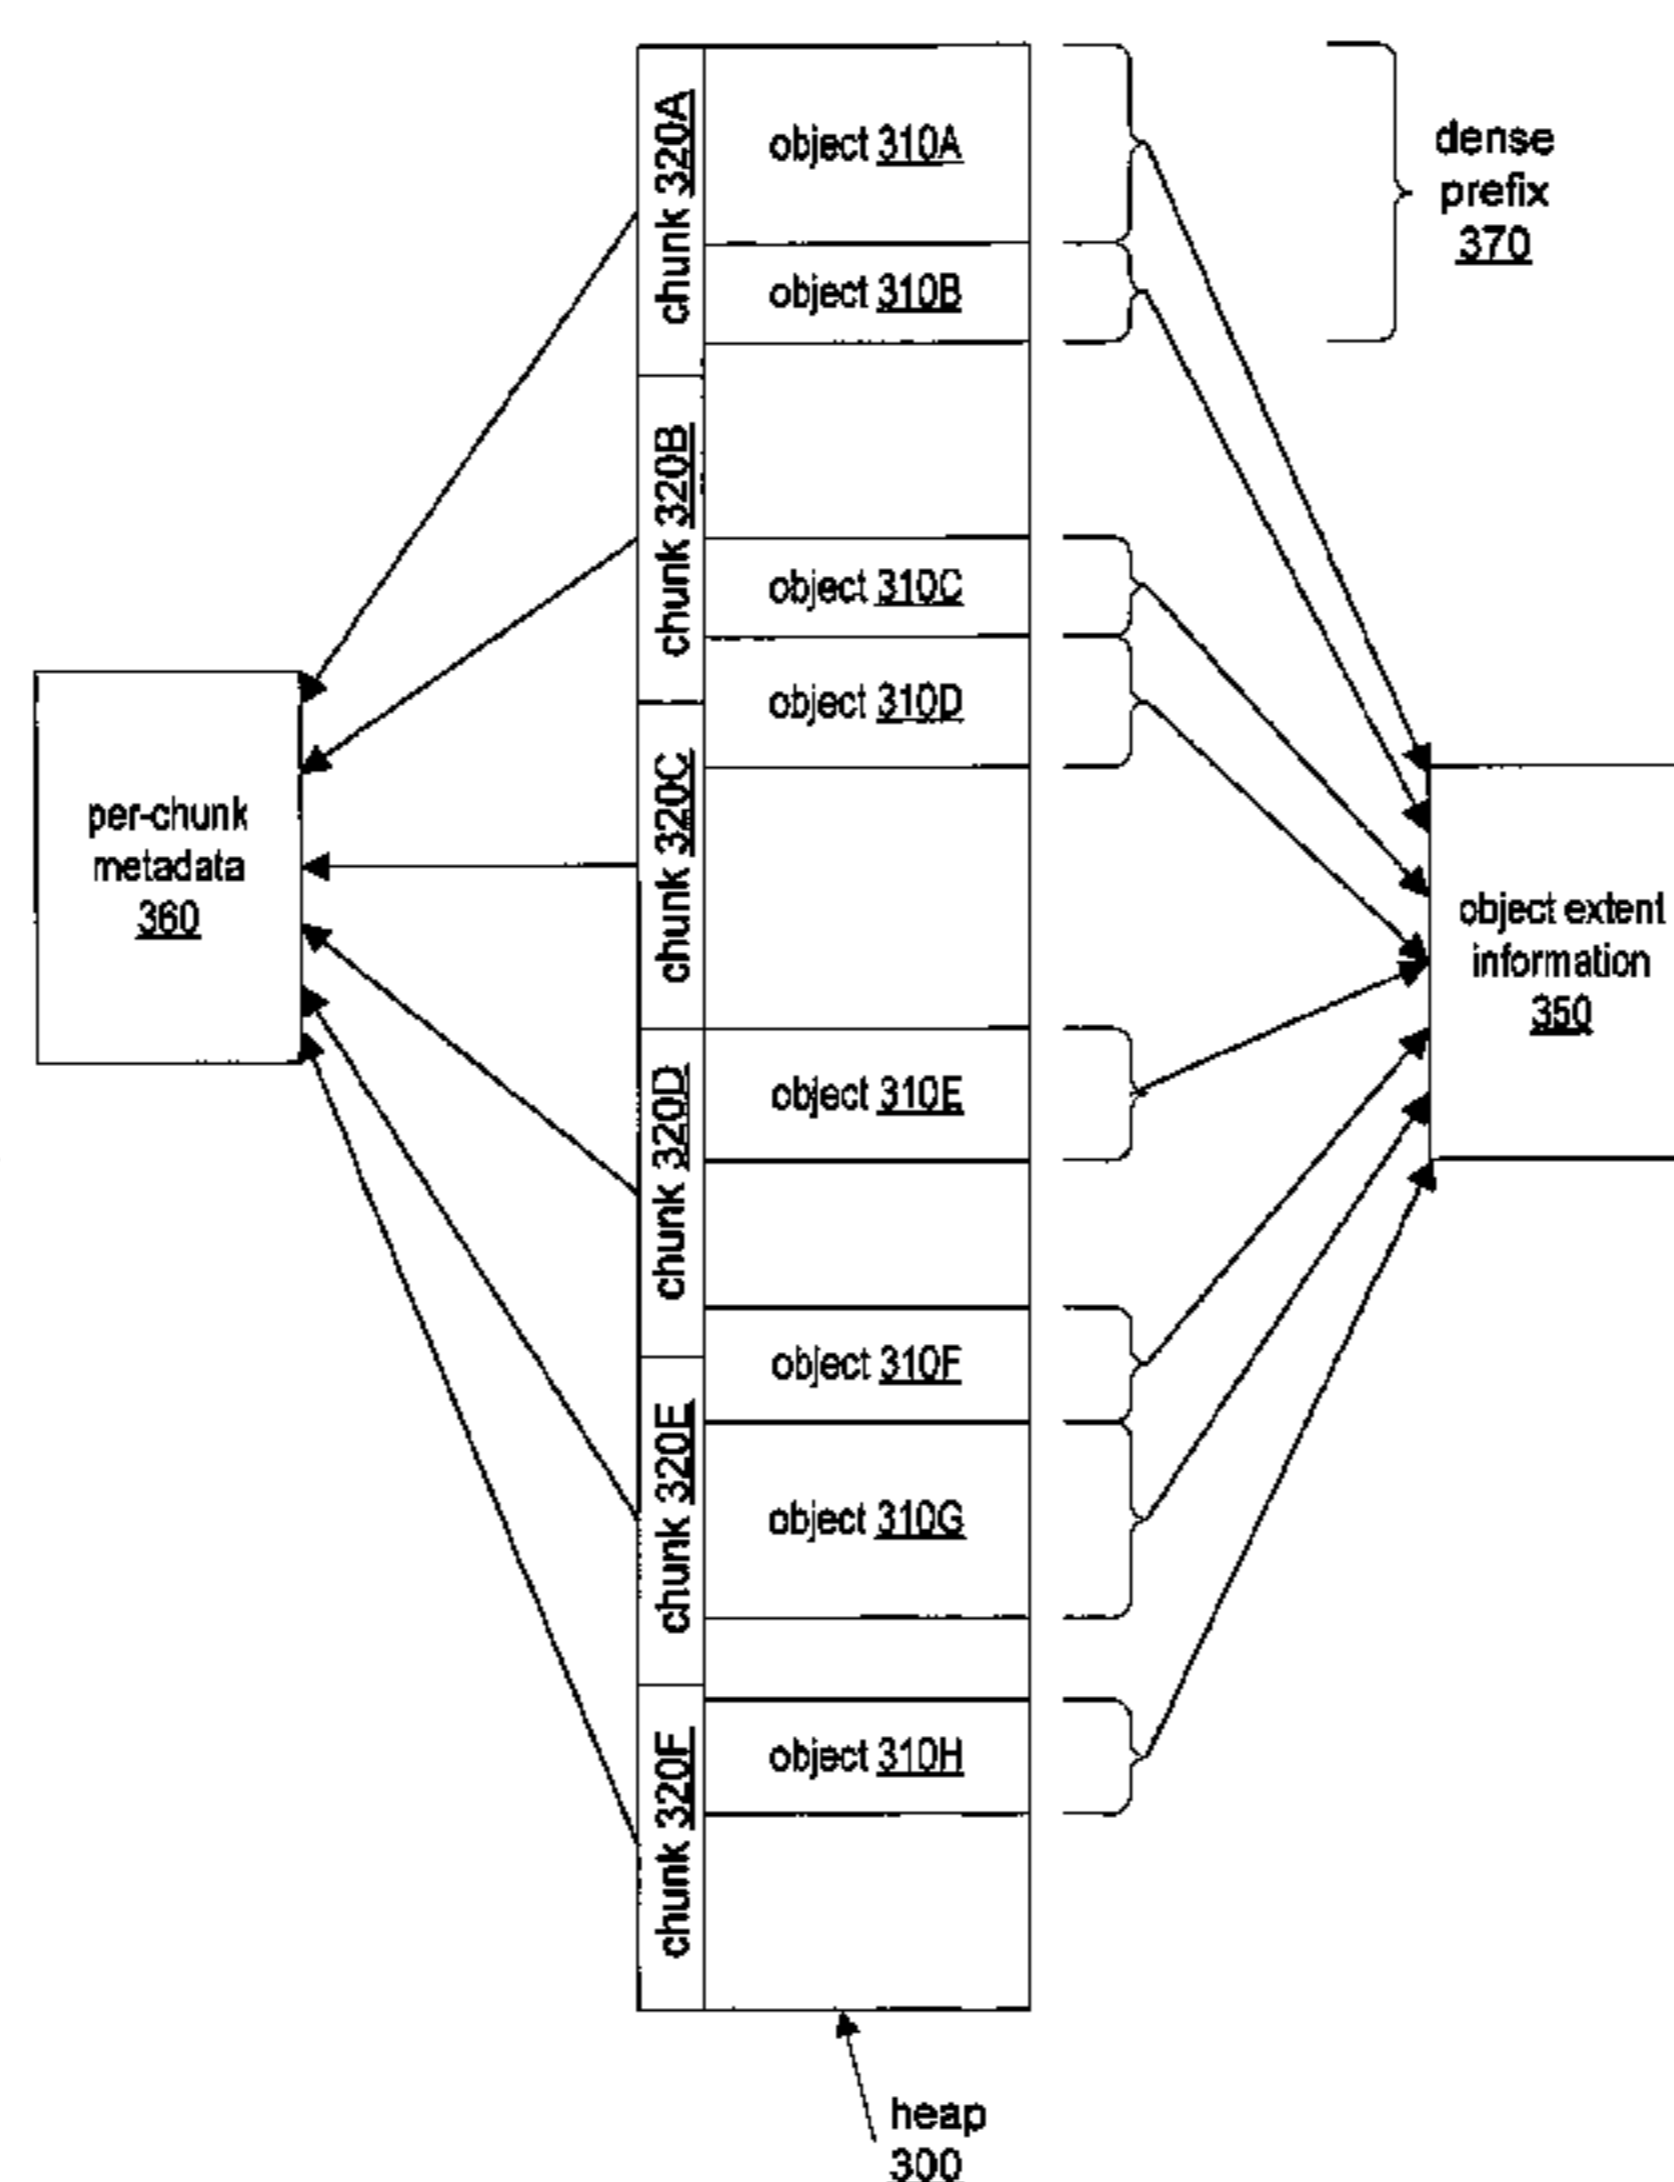 chunk 320A
object 310A
dense
prefix
370
object 310B
chunk 320B
object 310C
object 310D
chunk 320C
per-chunk
metadata
360
object extent
information
350
chunk 320D
object 310E
object 310F
chunk 320E
object 310G
chunk 320F
object 310H
heap
300